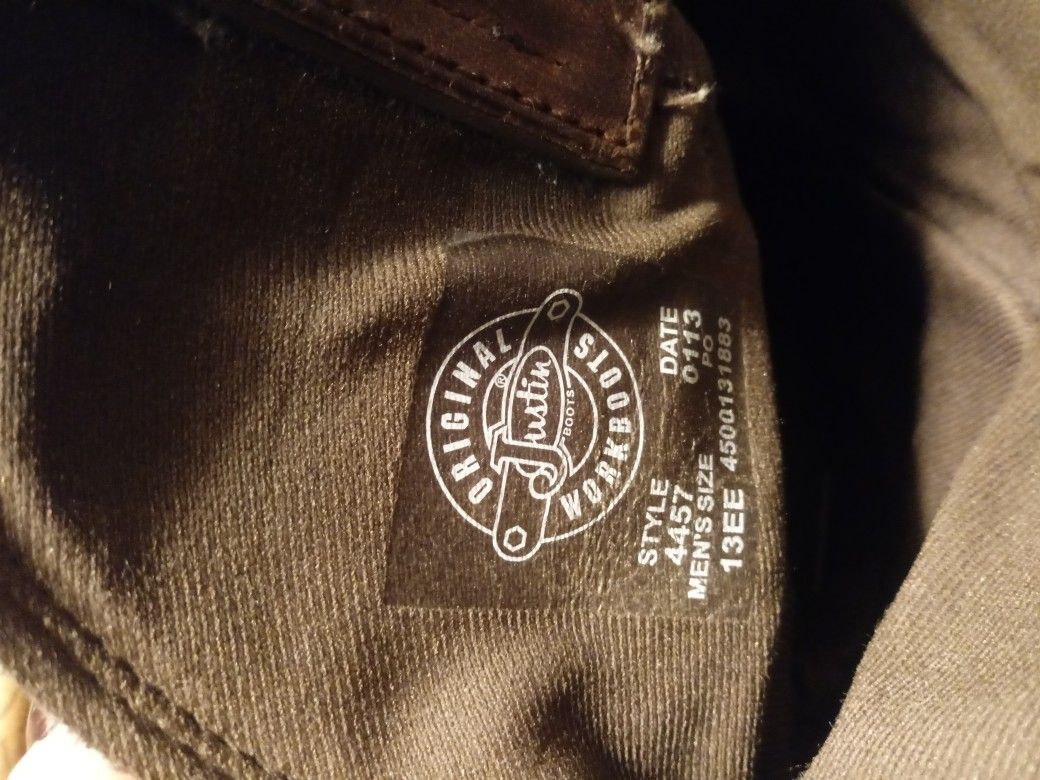 ORIGINAL
WORKBOOTS
Justin®
BOOTS
STYLE DATE
4457 0113
MEN'S SIZE PO
13EE 4500131883